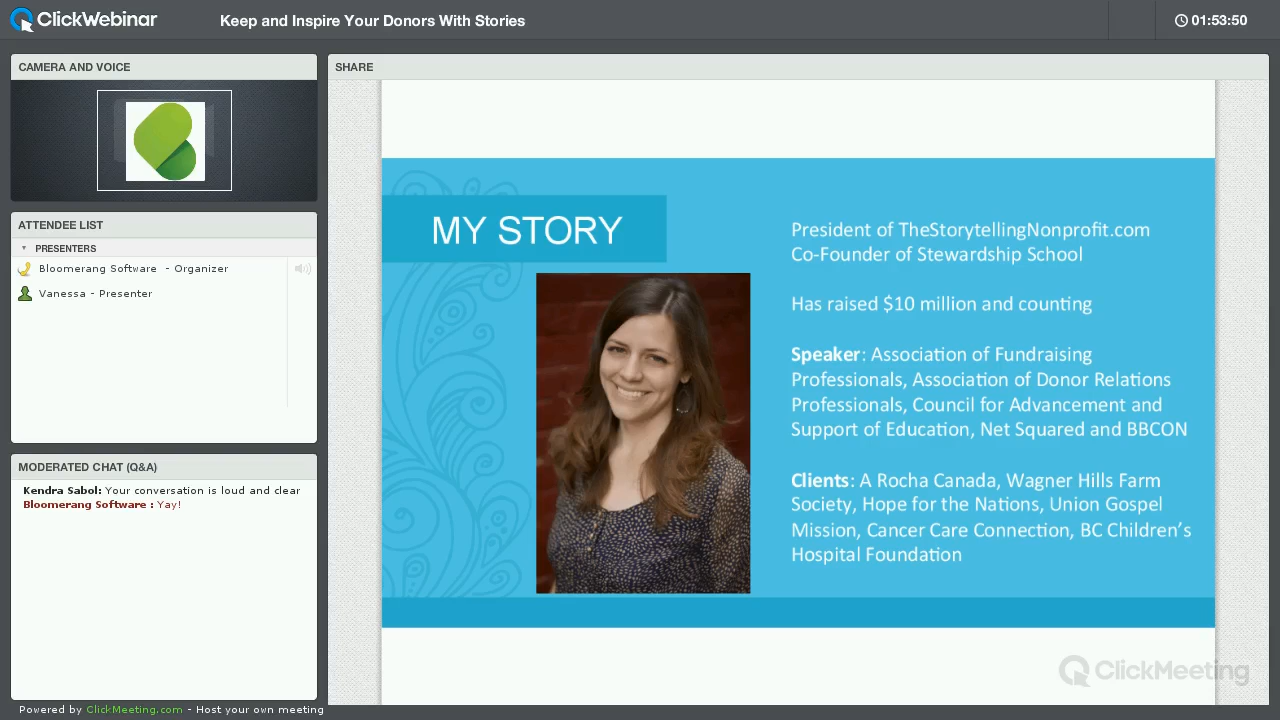 ClickWebinar
Keep and Inspire Your Donors With Stories
01:53:50
CAMERA AND VOICE
ATTENDEE LIST
PRESENTERS
Bloomerang Software - Organizer
Vanessa - Presenter
MODERATED CHAT (Q&A)
Kendra Sabol: Your conversation is loud and clear
Bloomerang Software : Yay!
Powered by ClickMeeting.com - Host your own meeting
SHARE
MY STORY
President of TheStorytellingNonprofit.com
Co-Founder of Stewardship School
Has raised $10 million and counting
Speaker: Association of Fundraising
Professionals, Association of Donor Relations
Professionals, Council for Advancement and
Support of Education, Net Squared and BBCON
Clients: A Rocha Canada, Wagner Hills Farm
Society, Hope for the Nations, Union Gospel
Mission, Cancer Care Connection, BC Children's
Hospital Foundation
ClickMeeting